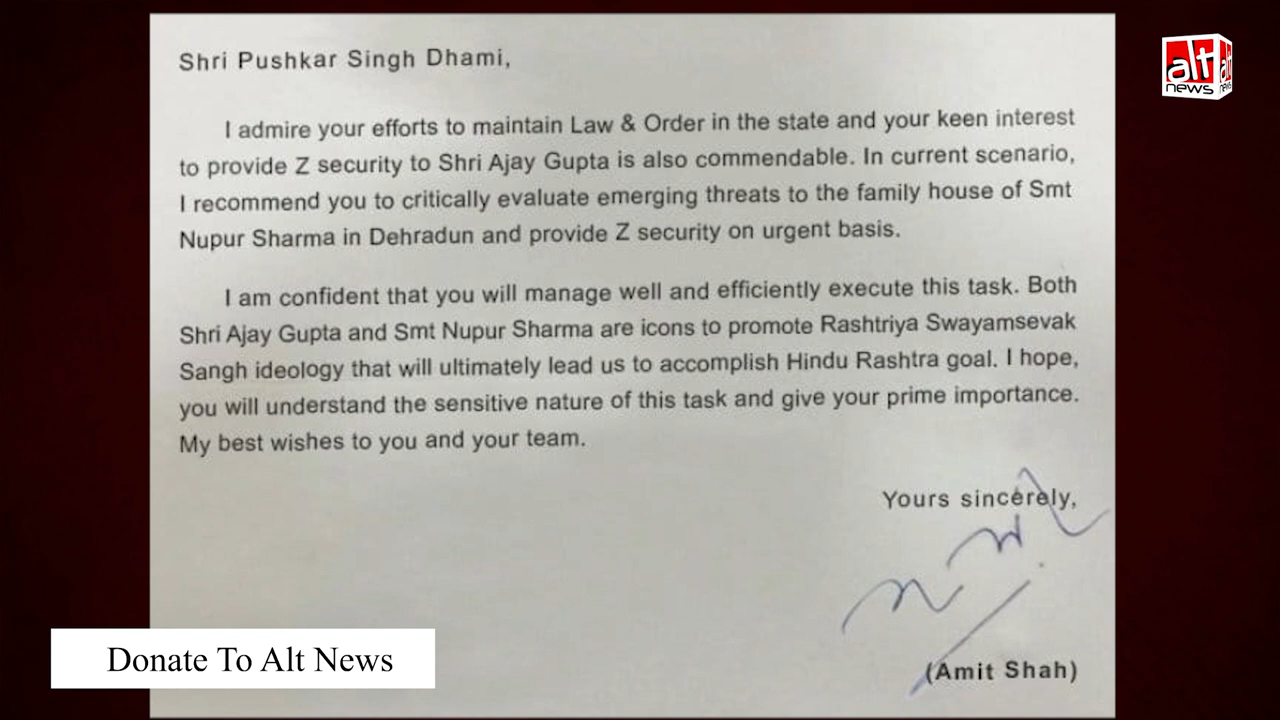 Shri Pushkar Singh Dhami,
I admire your efforts to maintain Law & Order in the state and your keen interest
to provide Z security to Shri Ajay Gupta is also commendable. In current scenario,
I recommend you to critically evaluate emerging threats to the family house of Smt
Nupur Sharma in Dehradun and provide Z security on urgent basis.
I am confident that you will manage well and efficiently execute this task. Both
Shri Ajay Gupta and Smt Nupur Sharma are icons to promote Rashtriya Swayamsevak
Sangh ideology that will ultimately lead us to accomplish Hindu Rashtra goal. I hope,
you will understand the sensitive nature of this task and give your prime importance.
My best wishes to you and your team.
Yours sincerely,
(Amit Shah)
alt
news
alt
news
Donate To Alt News